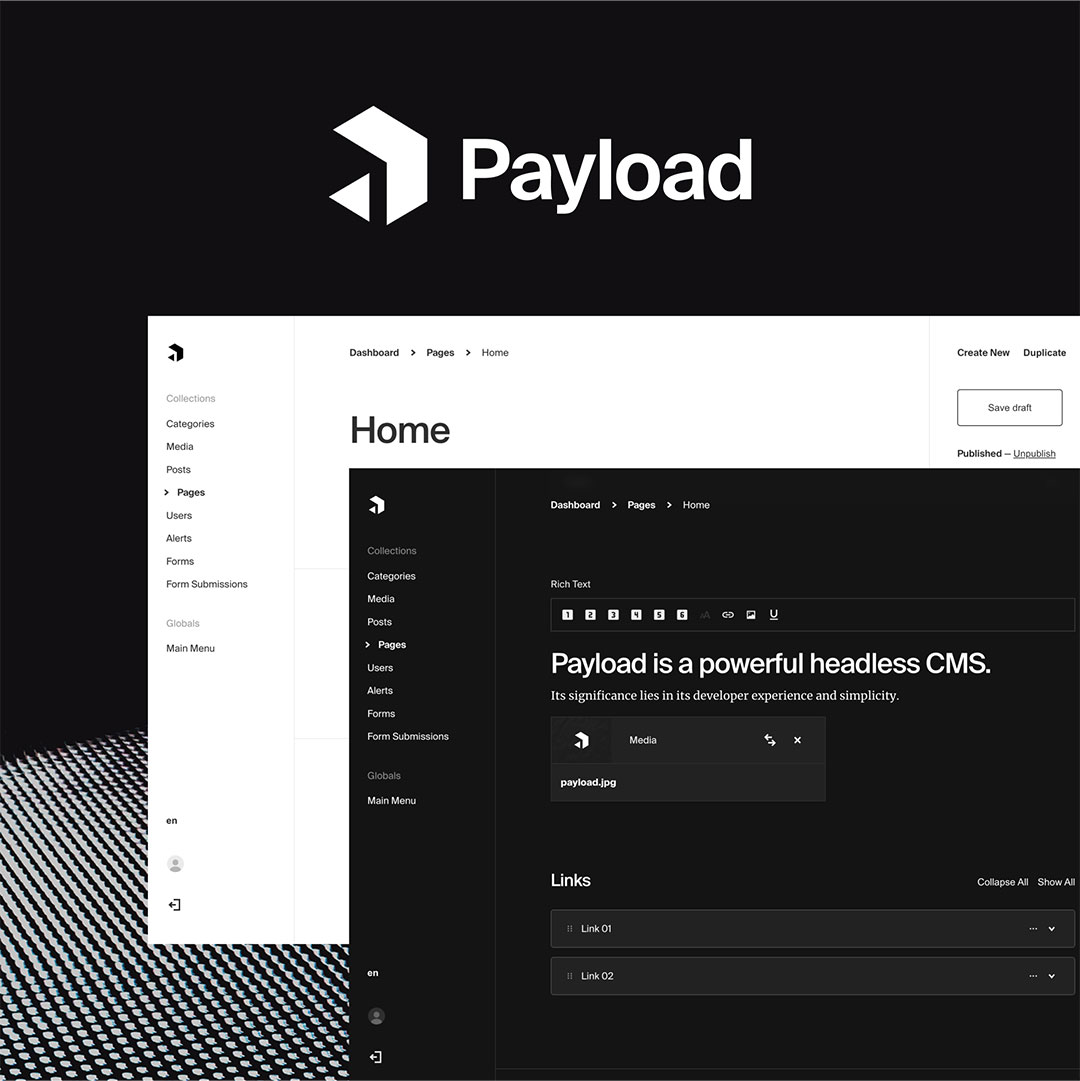 Payload
Dashboard > Pages > Home
Create New Duplicate
Collections
Categories
Media
Posts
> Pages
Users
Alerts
Forms
Form Submissions
Globals
Main Menu
en
Home
Save draft
Published – Unpublish
Dashboard > Pages > Home
Collections
Categories
Media
Posts
> Pages
Users
Alerts
Forms
Form Submissions
Globals
Main Menu
en
Rich Text
1 2 3 4 5 6 AA U
Payload is a powerful headless CMS.
Its significance lies in its developer experience and simplicity.
Media
payload.jpg
Links
Collapse All Show All
Link 01
Link 02